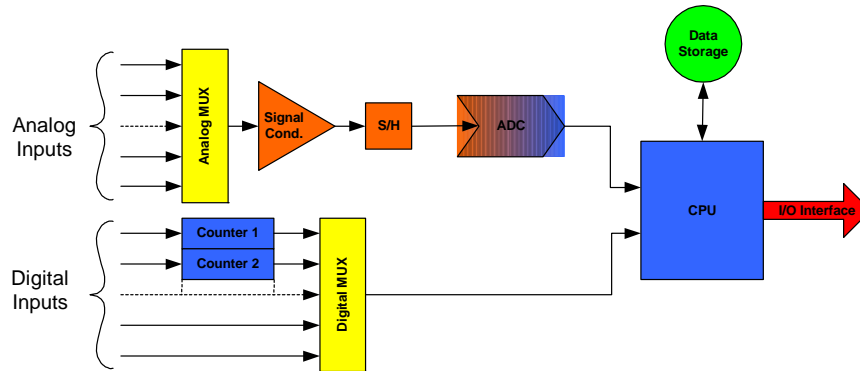 Analog
Inputs
Analog MUX
Signal
Cond.
S/H
ADC
Data
Storage
CPU
I/O Interface
Digital
Inputs
Counter 1
Counter 2
Digital MUX